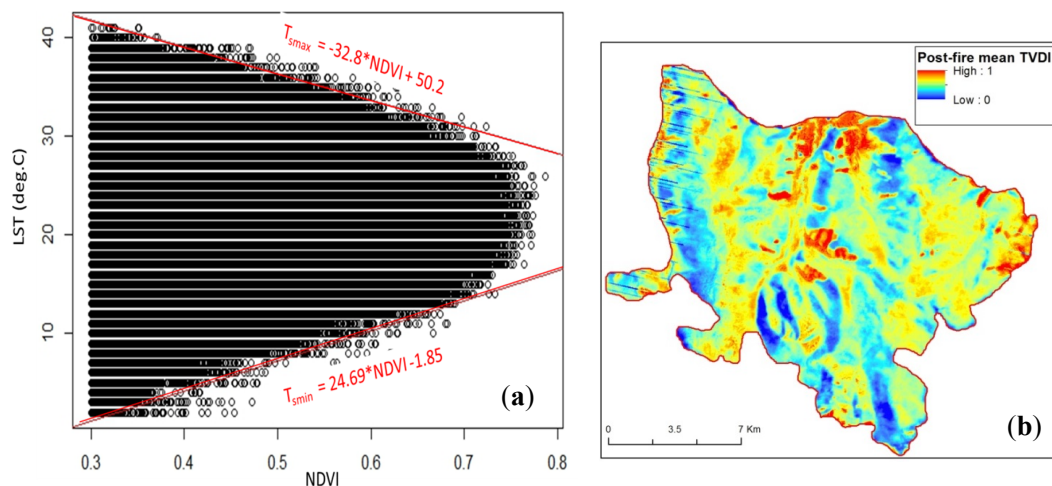 40
30
20
10
LST (deg.C)
T_smax = -32.8*NDVI + 50.2
T_smin = 24.69*NDVI -1.85
(a)
0.3 0.4 0.5 0.6 0.7 0.8
NDVI
Post-fire mean TVDI
High : 1
Low : 0
0 3.5 7 Km
(b)